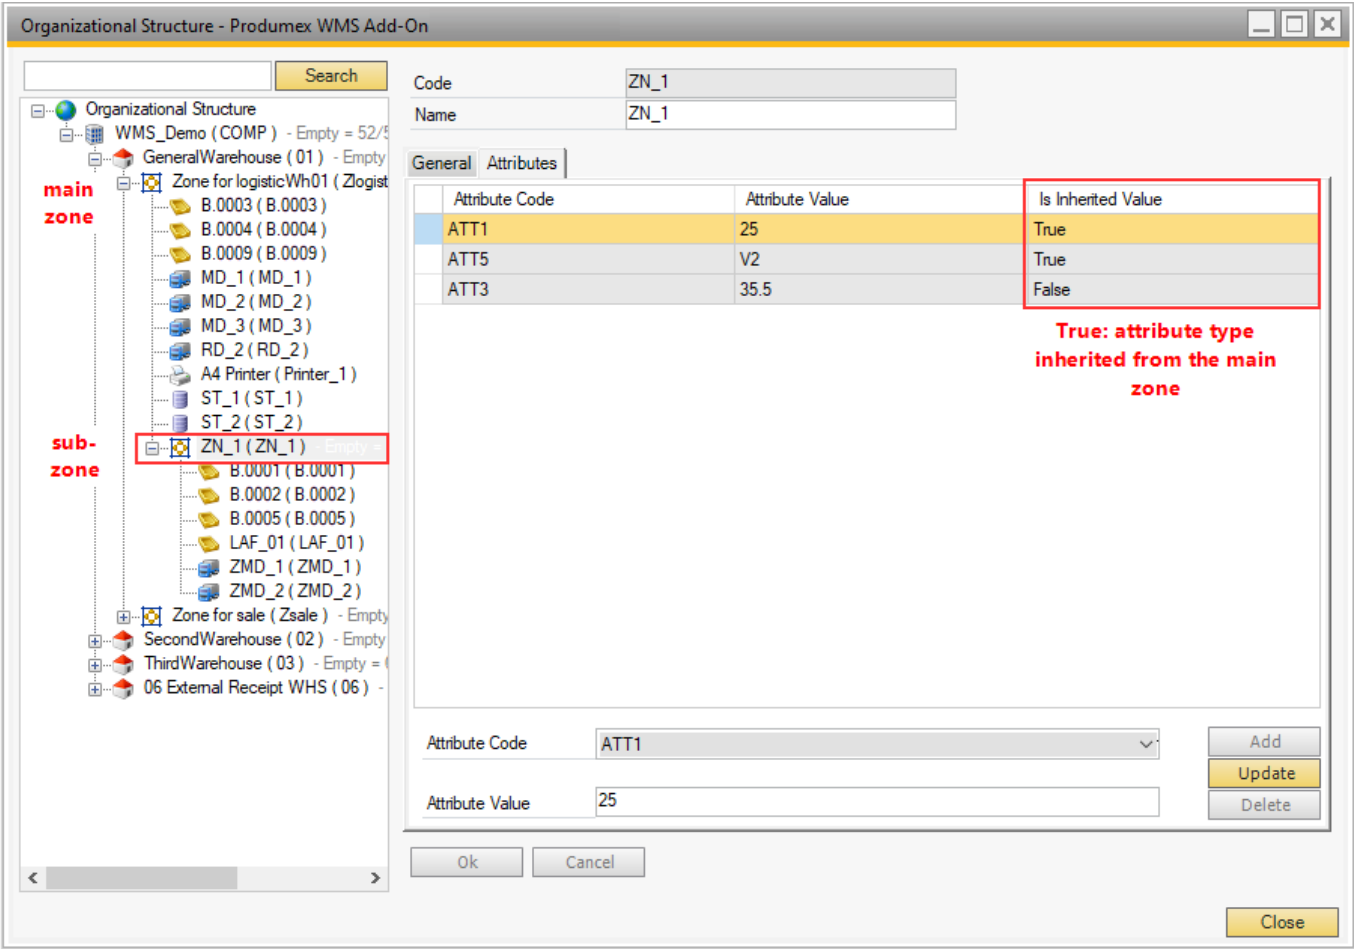 Organizational Structure - Produmex WMS Add-On
Search
Organizational Structure
WMS_Demo ( COMP ) - Empty = 52/5
GeneralWarehouse ( 01 ) - Empty
main zone
Zone for logisticWh01 ( Zlogist
B.0003 ( B.0003 )
B.0004 ( B.0004 )
B.0009 ( B.0009 )
MD_1 ( MD_1 )
MD_2 ( MD_2 )
MD_3 ( MD_3 )
RD_2 ( RD_2 )
A4 Printer ( Printer_1 )
ST_1 ( ST_1 )
ST_2 ( ST_2 )
sub-
zone
ZN_1 ( ZN_1 ) - Empty =
B.0001 ( B.0001 )
B.0002 ( B.0002 )
B.0005 ( B.0005 )
LAF_01 ( LAF_01 )
ZMD_1 ( ZMD_1 )
ZMD_2 ( ZMD_2 )
Zone for sale ( Zsale ) - Empty
SecondWarehouse ( 02 ) - Empty
ThirdWarehouse ( 03 ) - Empty =
06 External Receipt WHS ( 06 ) -
Code ZN_1
Name ZN_1
General Attributes
Attribute Code Attribute Value Is Inherited Value
ATT1 25 True
ATT5 V2 True
ATT3 35.5 False
True: attribute type
inherited from the main
zone
Attribute Code ATT1
Attribute Value 25
Add
Update
Delete
Ok Cancel
Close